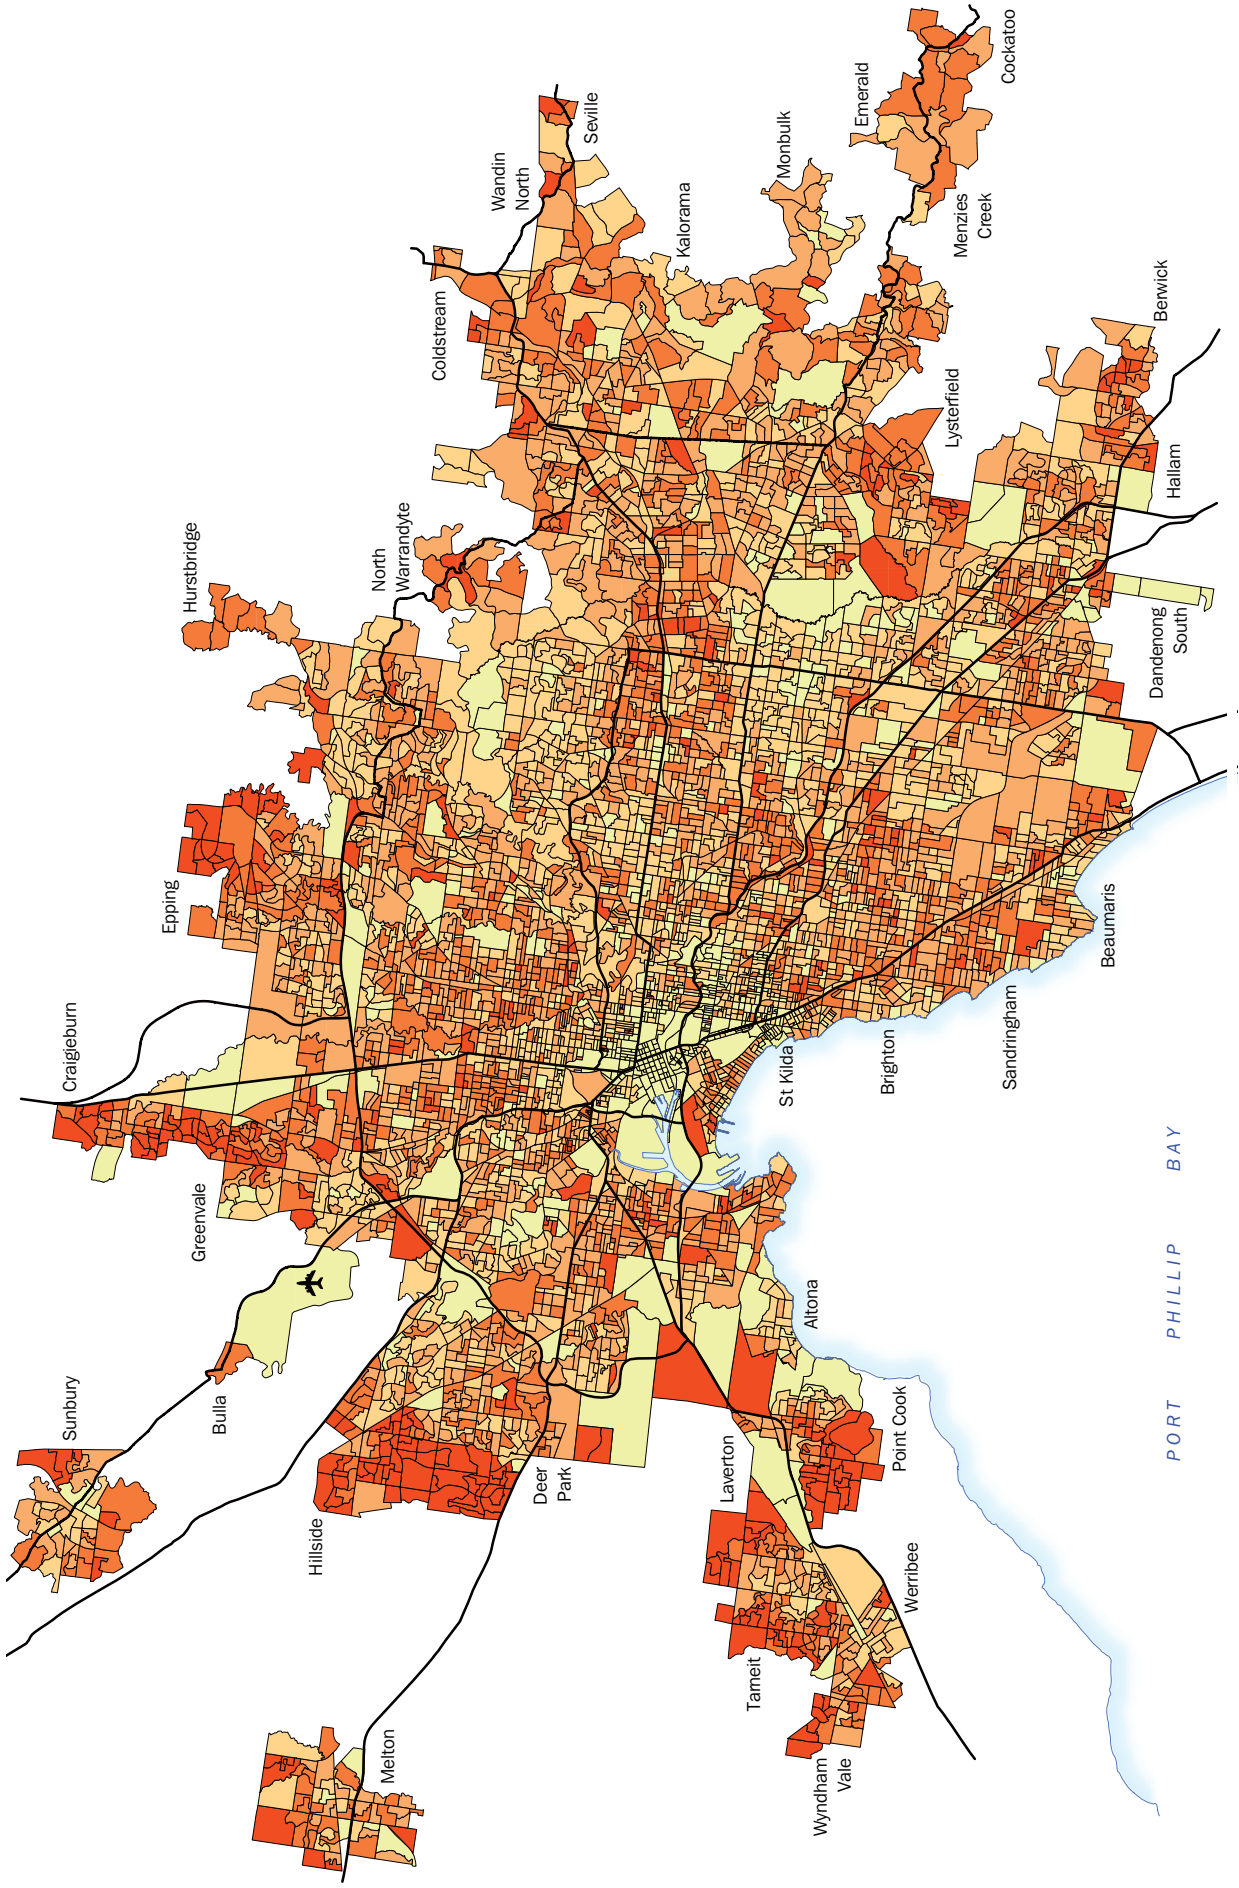 Cockatoo
Emerald
Seville
Monbulk
Wandin
North
Kalorama
Menzies
Creek
Coldstream
Berwick
Lysterfield
Hallam
Hurstbridge
North
Warrandyte
Dandenong
South
Epping
Beaumaris
Craigieburn
Sandringham
St Kilda
Brighton
Greenvale
Altona
Sunbury
Bulla
Point Cook
Laverton
Deer
Park
Hillside
Werribee
Tarneit
Melton
Wyndham
Vale
PORT PHILLIP BAY